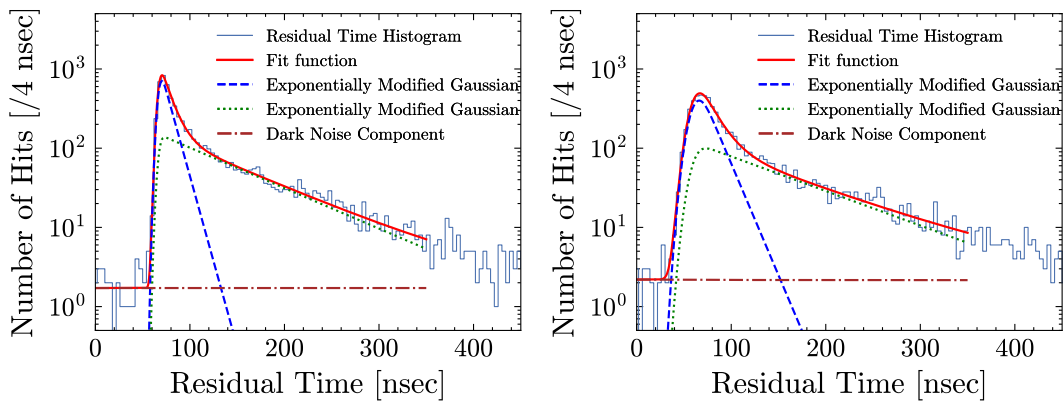 Number of Hits [/4 nsec]
10^3
10^2
10^1
10^0
Residual Time Histogram
Fit function
Exponentially Modified Gaussian
Exponentially Modified Gaussian
Dark Noise Component
0 100 200 300 400
Residual Time [nsec]
Number of Hits [/4 nsec]
10^3
10^2
10^1
10^0
Residual Time Histogram
Fit function
Exponentially Modified Gaussian
Exponentially Modified Gaussian
Dark Noise Component
0 100 200 300 400
Residual Time [nsec]